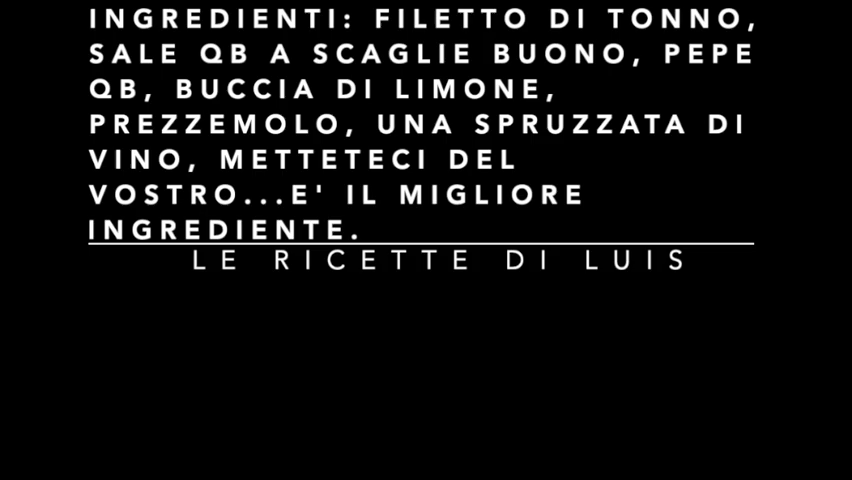 INGREDIENTI: FILETTO DI TONNO,
SALE QB A SCAGLIE BUONO, PEPE
QB, BUCCIA DI LIMONE,
PREZZEMOLO, UNA SPRUZZATA DI
VINO, METTETECI DEL
VOSTRO...E' IL MIGLIORE
INGREDIENTE.
LE RICETTE DI LUIS